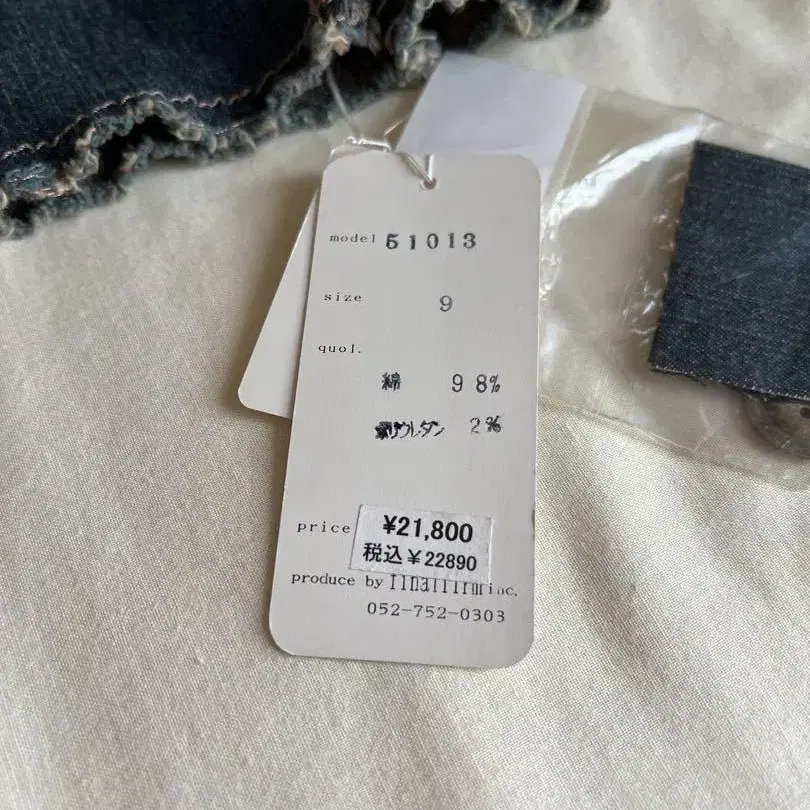 model 51013
size 9
quol.
綿 98%
ポリウレタン 2%
price ¥21,800
税込¥22890
produce by inc.
052-752-0303